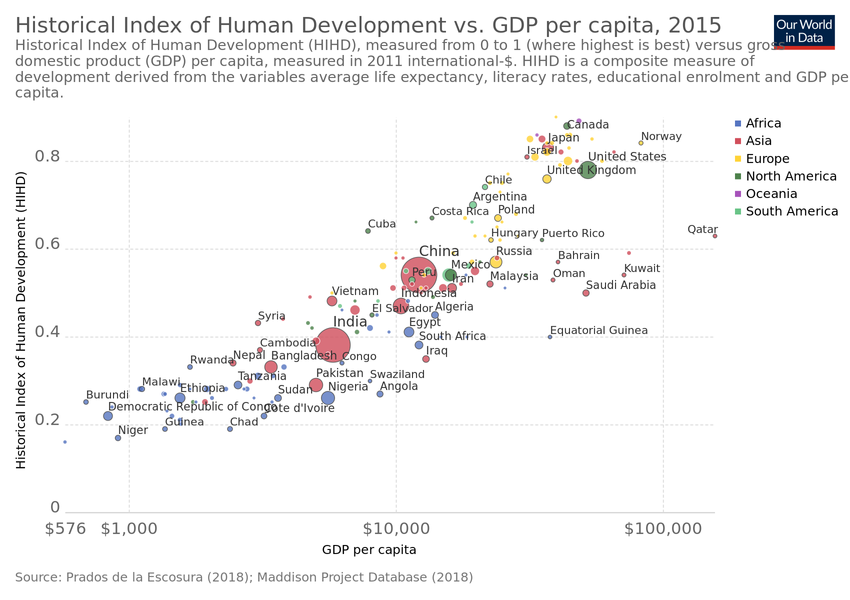 Historical Index of Human Development vs. GDP per capita, 2015
Our World
in Data
Historical Index of Human Development (HIHD), measured from 0 to 1 (where highest is best) versus gross
domestic product (GDP) per capita, measured in 2011 international-$. HIHD is a composite measure of
development derived from the variables average life expectancy, literacy rates, educational enrolment and GDP pe
capita.
Africa
Asia
Europe
North America
Oceania
South America
Historical Index of Human Development (HIHD)
0.8
0.6
0.4
0.2
0
Canada
Japan
Norway
Israel
United States
United Kingdom
Chile
Argentina
Costa Rica
Poland
Cuba
Hungary
Puerto Rico
Qatar
China
Russia
Bahrain
Peru
Mexico
Iran
Malaysia
Oman
Kuwait
Saudi Arabia
Vietnam
Indonesia
El Salvador
Algeria
Syria
India
Egypt
South Africa
Equatorial Guinea
Cambodia
Iraq
Rwanda
Nepal
Bangladesh
Congo
Malawi
Ethiopia
Tanzania
Pakistan
Swaziland
Burundi
Sudan
Nigeria
Angola
Democratic Republic of Congo
Cote d'Ivoire
Niger
Guinea
Chad
$576
$1,000
$10,000
$100,000
GDP per capita
Source: Prados de la Escosura (2018); Maddison Project Database (2018)